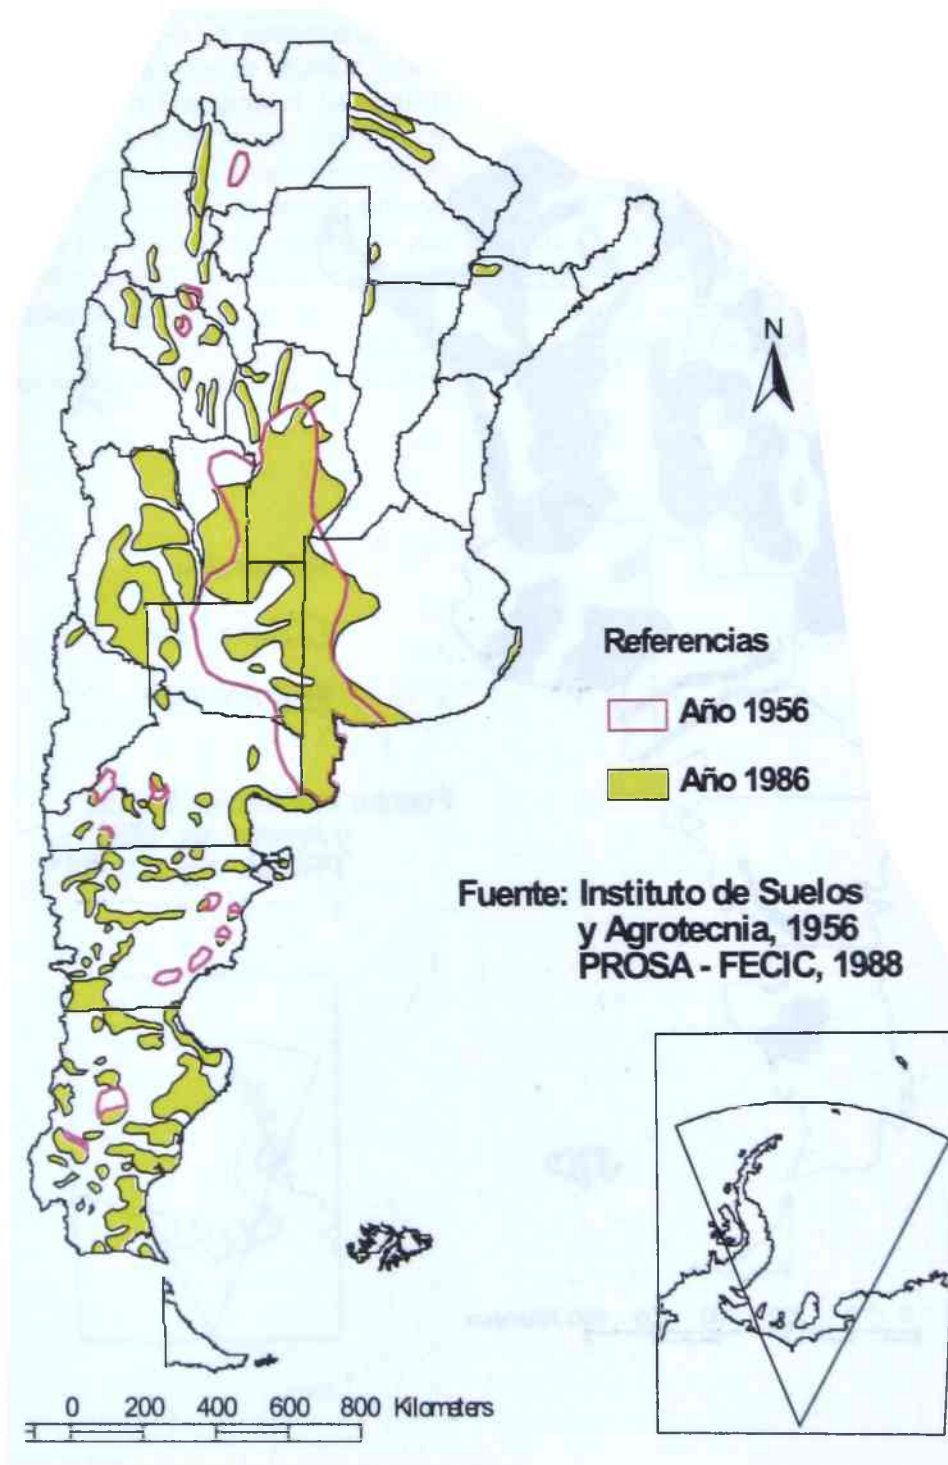 N
Referencias
Año 1956
Año 1986
Fuente: Instituto de Suelos
y Agrotecnia, 1956
PROSA - FECIC, 1988
0 200 400 600 800 Kilometers